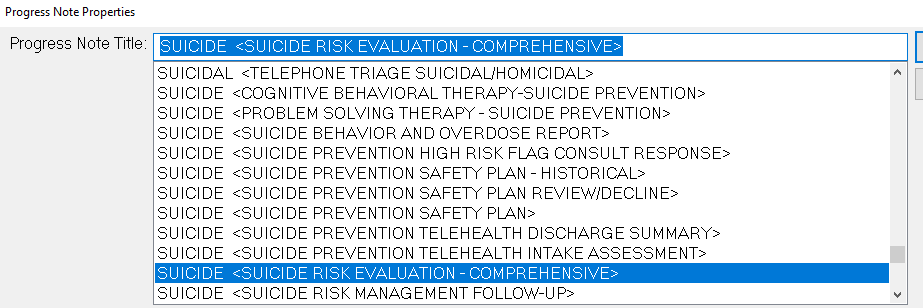 Progress Note Properties
Progress Note Title: SUICIDE <SUICIDE RISK EVALUATION - COMPREHENSIVE>
SUICIDAL <TELEPHONE TRIAGE SUICIDAL/HOMICIDAL>
SUICIDE <COGNITIVE BEHAVIORAL THERAPY-SUICIDE PREVENTION>
SUICIDE <PROBLEM SOLVING THERAPY - SUICIDE PREVENTION>
SUICIDE <SUICIDE BEHAVIOR AND OVERDOSE REPORT>
SUICIDE <SUICIDE PREVENTION HIGH RISK FLAG CONSULT RESPONSE>
SUICIDE <SUICIDE PREVENTION SAFETY PLAN - HISTORICAL>
SUICIDE <SUICIDE PREVENTION SAFETY PLAN REVIEW/DECLINE>
SUICIDE <SUICIDE PREVENTION SAFETY PLAN>
SUICIDE <SUICIDE PREVENTION TELEHEALTH DISCHARGE SUMMARY>
SUICIDE <SUICIDE PREVENTION TELEHEALTH INTAKE ASSESSMENT>
SUICIDE <SUICIDE RISK EVALUATION - COMPREHENSIVE>
SUICIDE <SUICIDE RISK MANAGEMENT FOLLOW-UP>